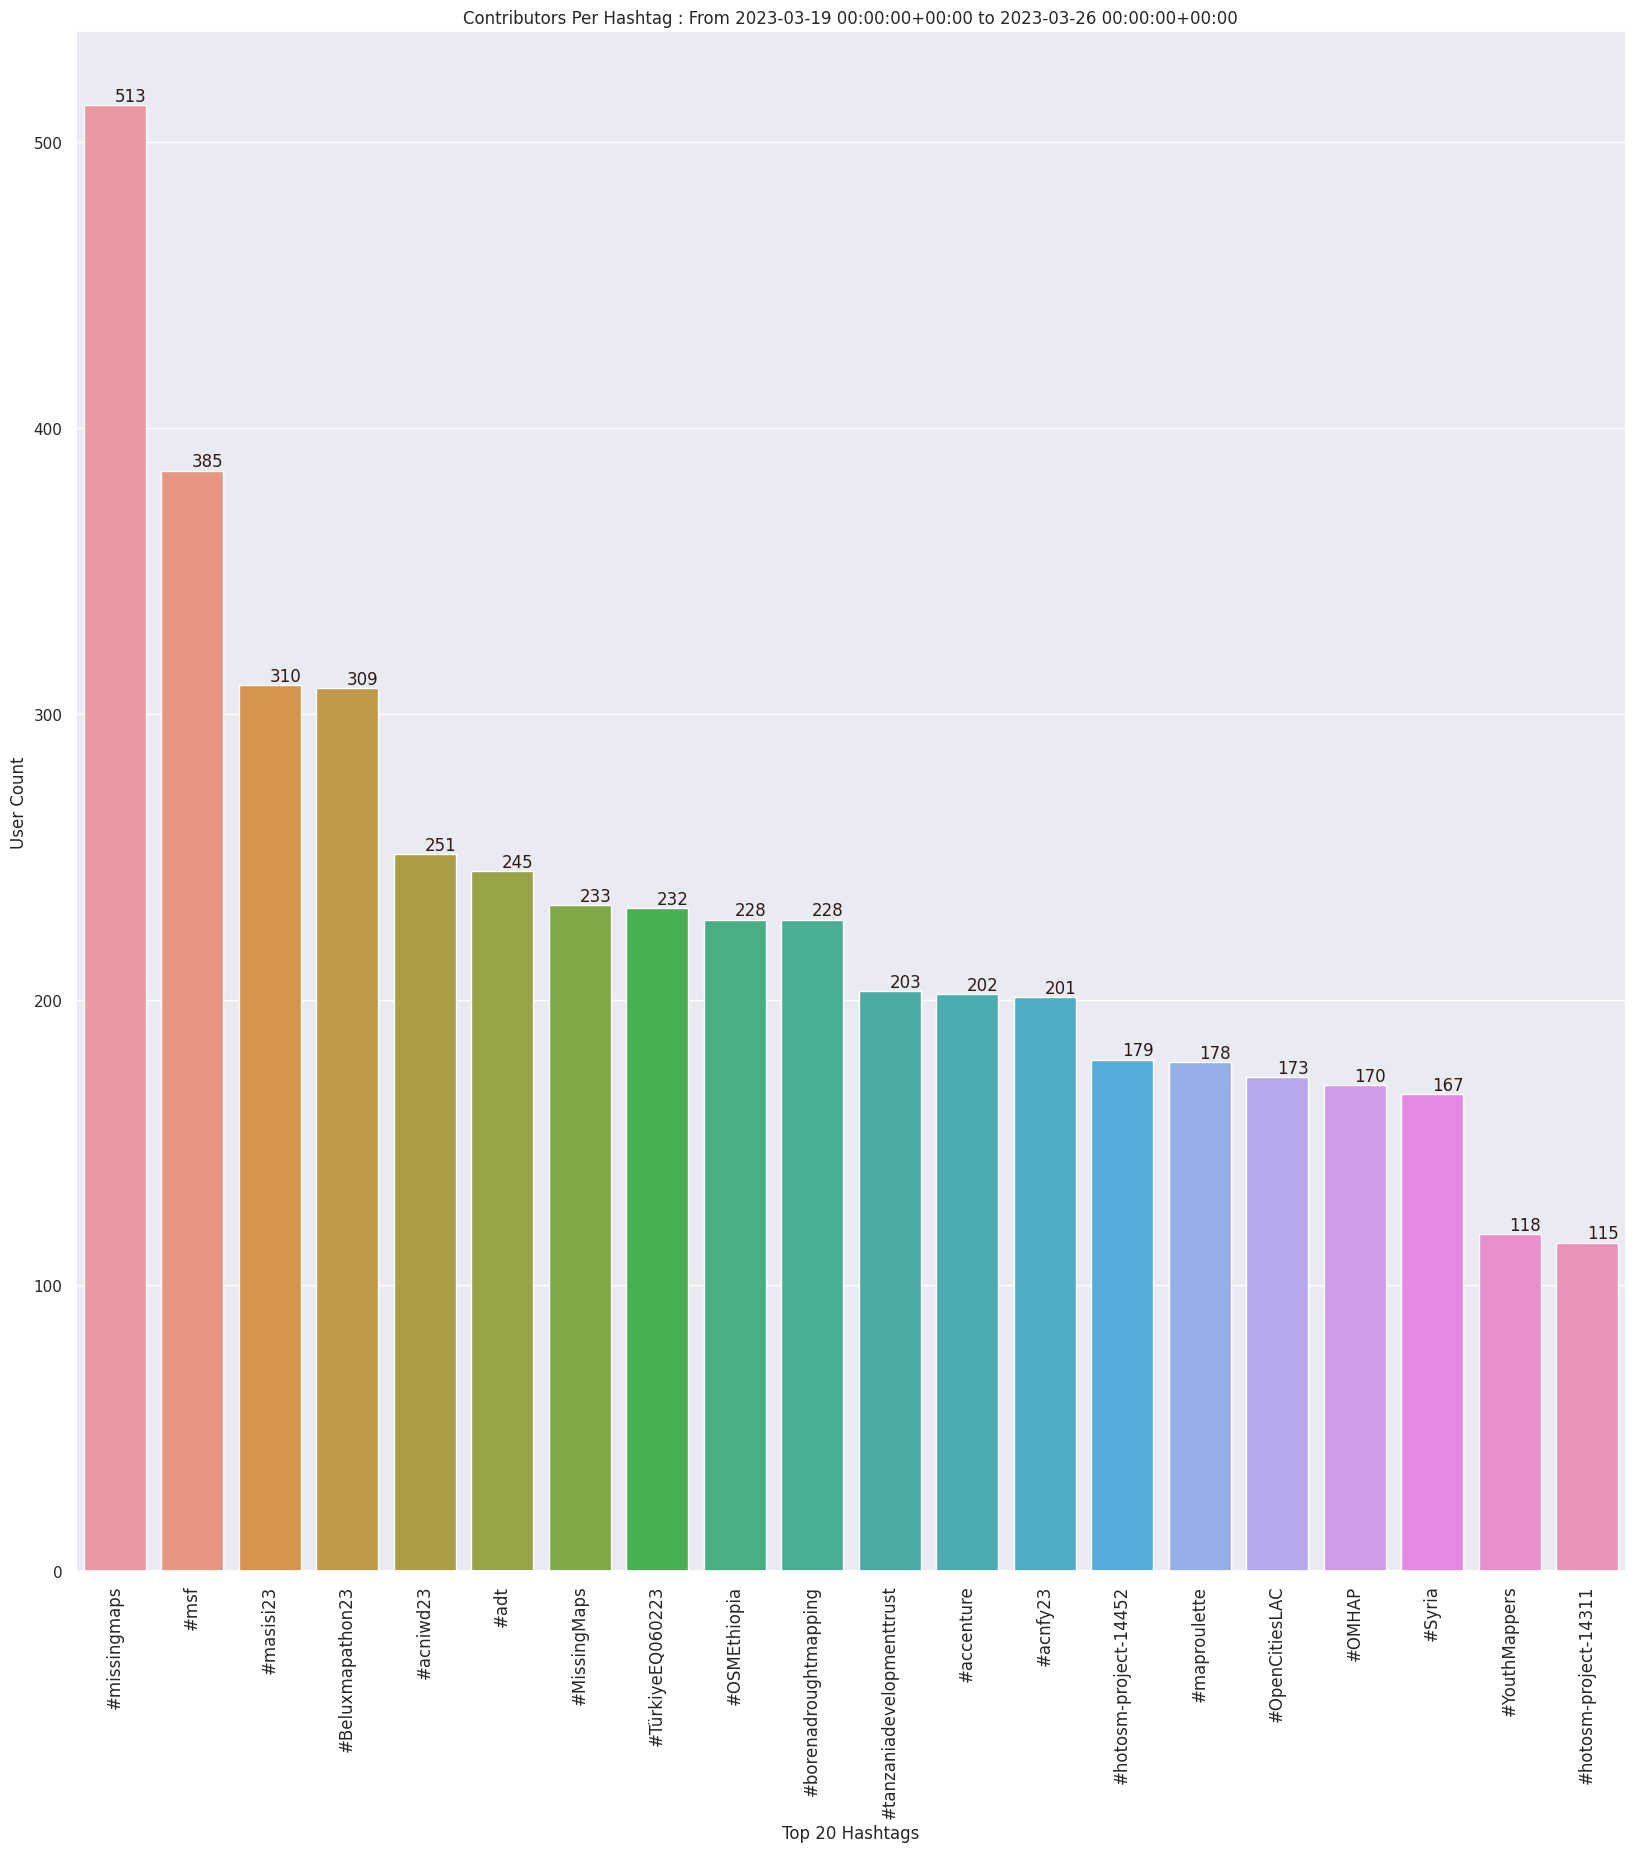 Contributors Per Hashtag : From 2023-03-19 00:00:00+00:00 to 2023-03-26 00:00:00+00:00
User Count
500
400
300
200
100
0
513
385
310
309
251
245
233
232
228
228
203
202
201
179
178
173
170
167
118
115
#missingmaps
#msf
#masisi23
#Beluxmapathon23
#acniwd23
#adt
#MissingMaps
#TürkiyeEQ060223
#OSMEthiopia
#borenadroughtmapping
#tanzaniadevelopmenttrust
#accenture
#acnfy23
#hotosm-project-14452
#maproulette
#OpenCitiesLAC
#OMHAP
#Syria
#YouthMappers
#hotosm-project-14311
Top 20 Hashtags